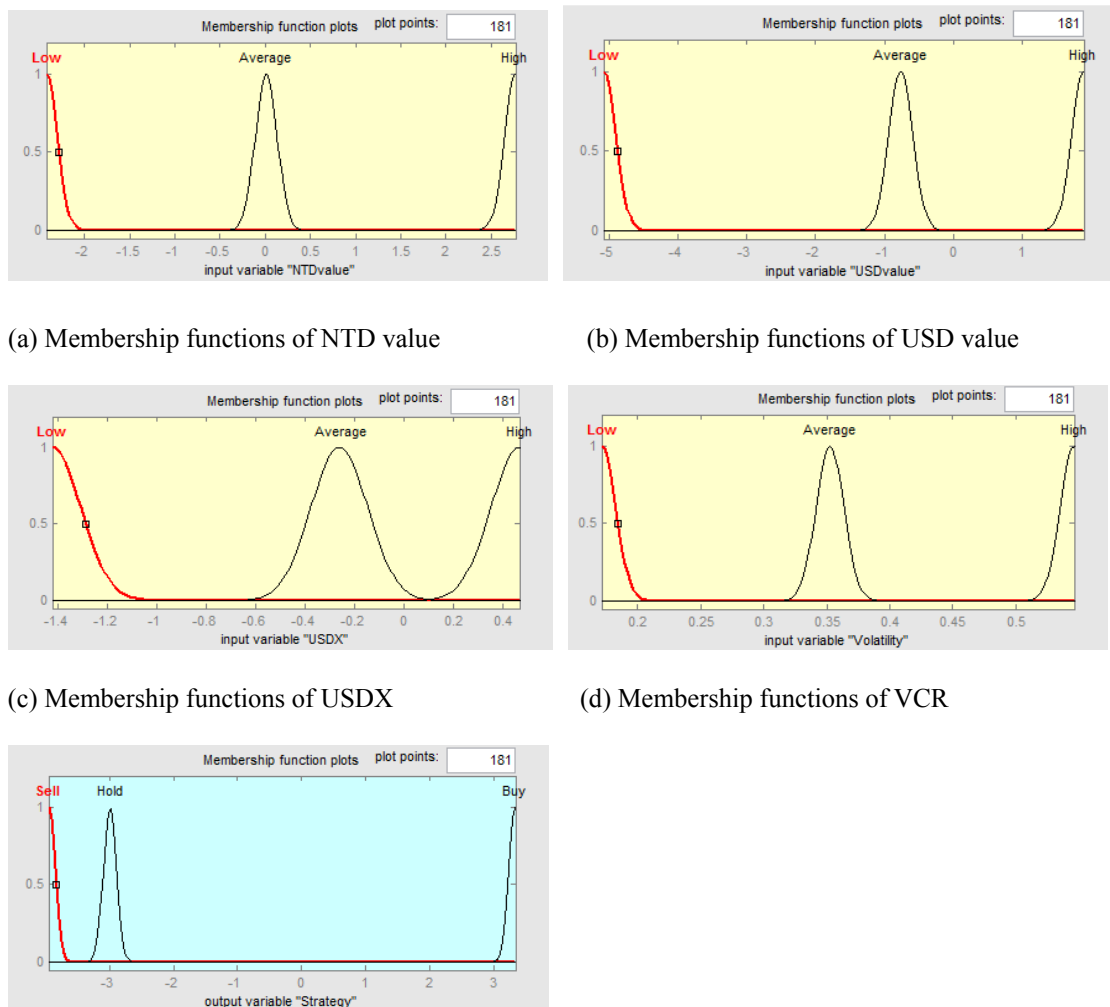 Membership function plots plot points: 181
Low Average High
1
0.5
0
-2 -1.5 -1 -0.5 0 0.5 1 1.5 2 2.5
input variable "NTDvalue"
Membership function plots plot points: 181
Low Average High
1
0.5
0
-5 -4 -3 -2 -1 0 1
input variable "USDvalue"
(a) Membership functions of NTD value
(b) Membership functions of USD value
Membership function plots plot points: 181
Low Average High
1
0.5
0
-1.4 -1.2 -1 -0.8 -0.6 -0.4 -0.2 0 0.2 0.4
input variable "USDX"
Membership function plots plot points: 181
Low Average High
1
0.5
0
0.2 0.25 0.3 0.35 0.4 0.45 0.5
input variable "Volatility"
(c) Membership functions of USDX
(d) Membership functions of VCR
Membership function plots plot points: 181
Sell Hold Buy
1
0.5
0
-3 -2 -1 0 1 2 3
output variable "Strategy"